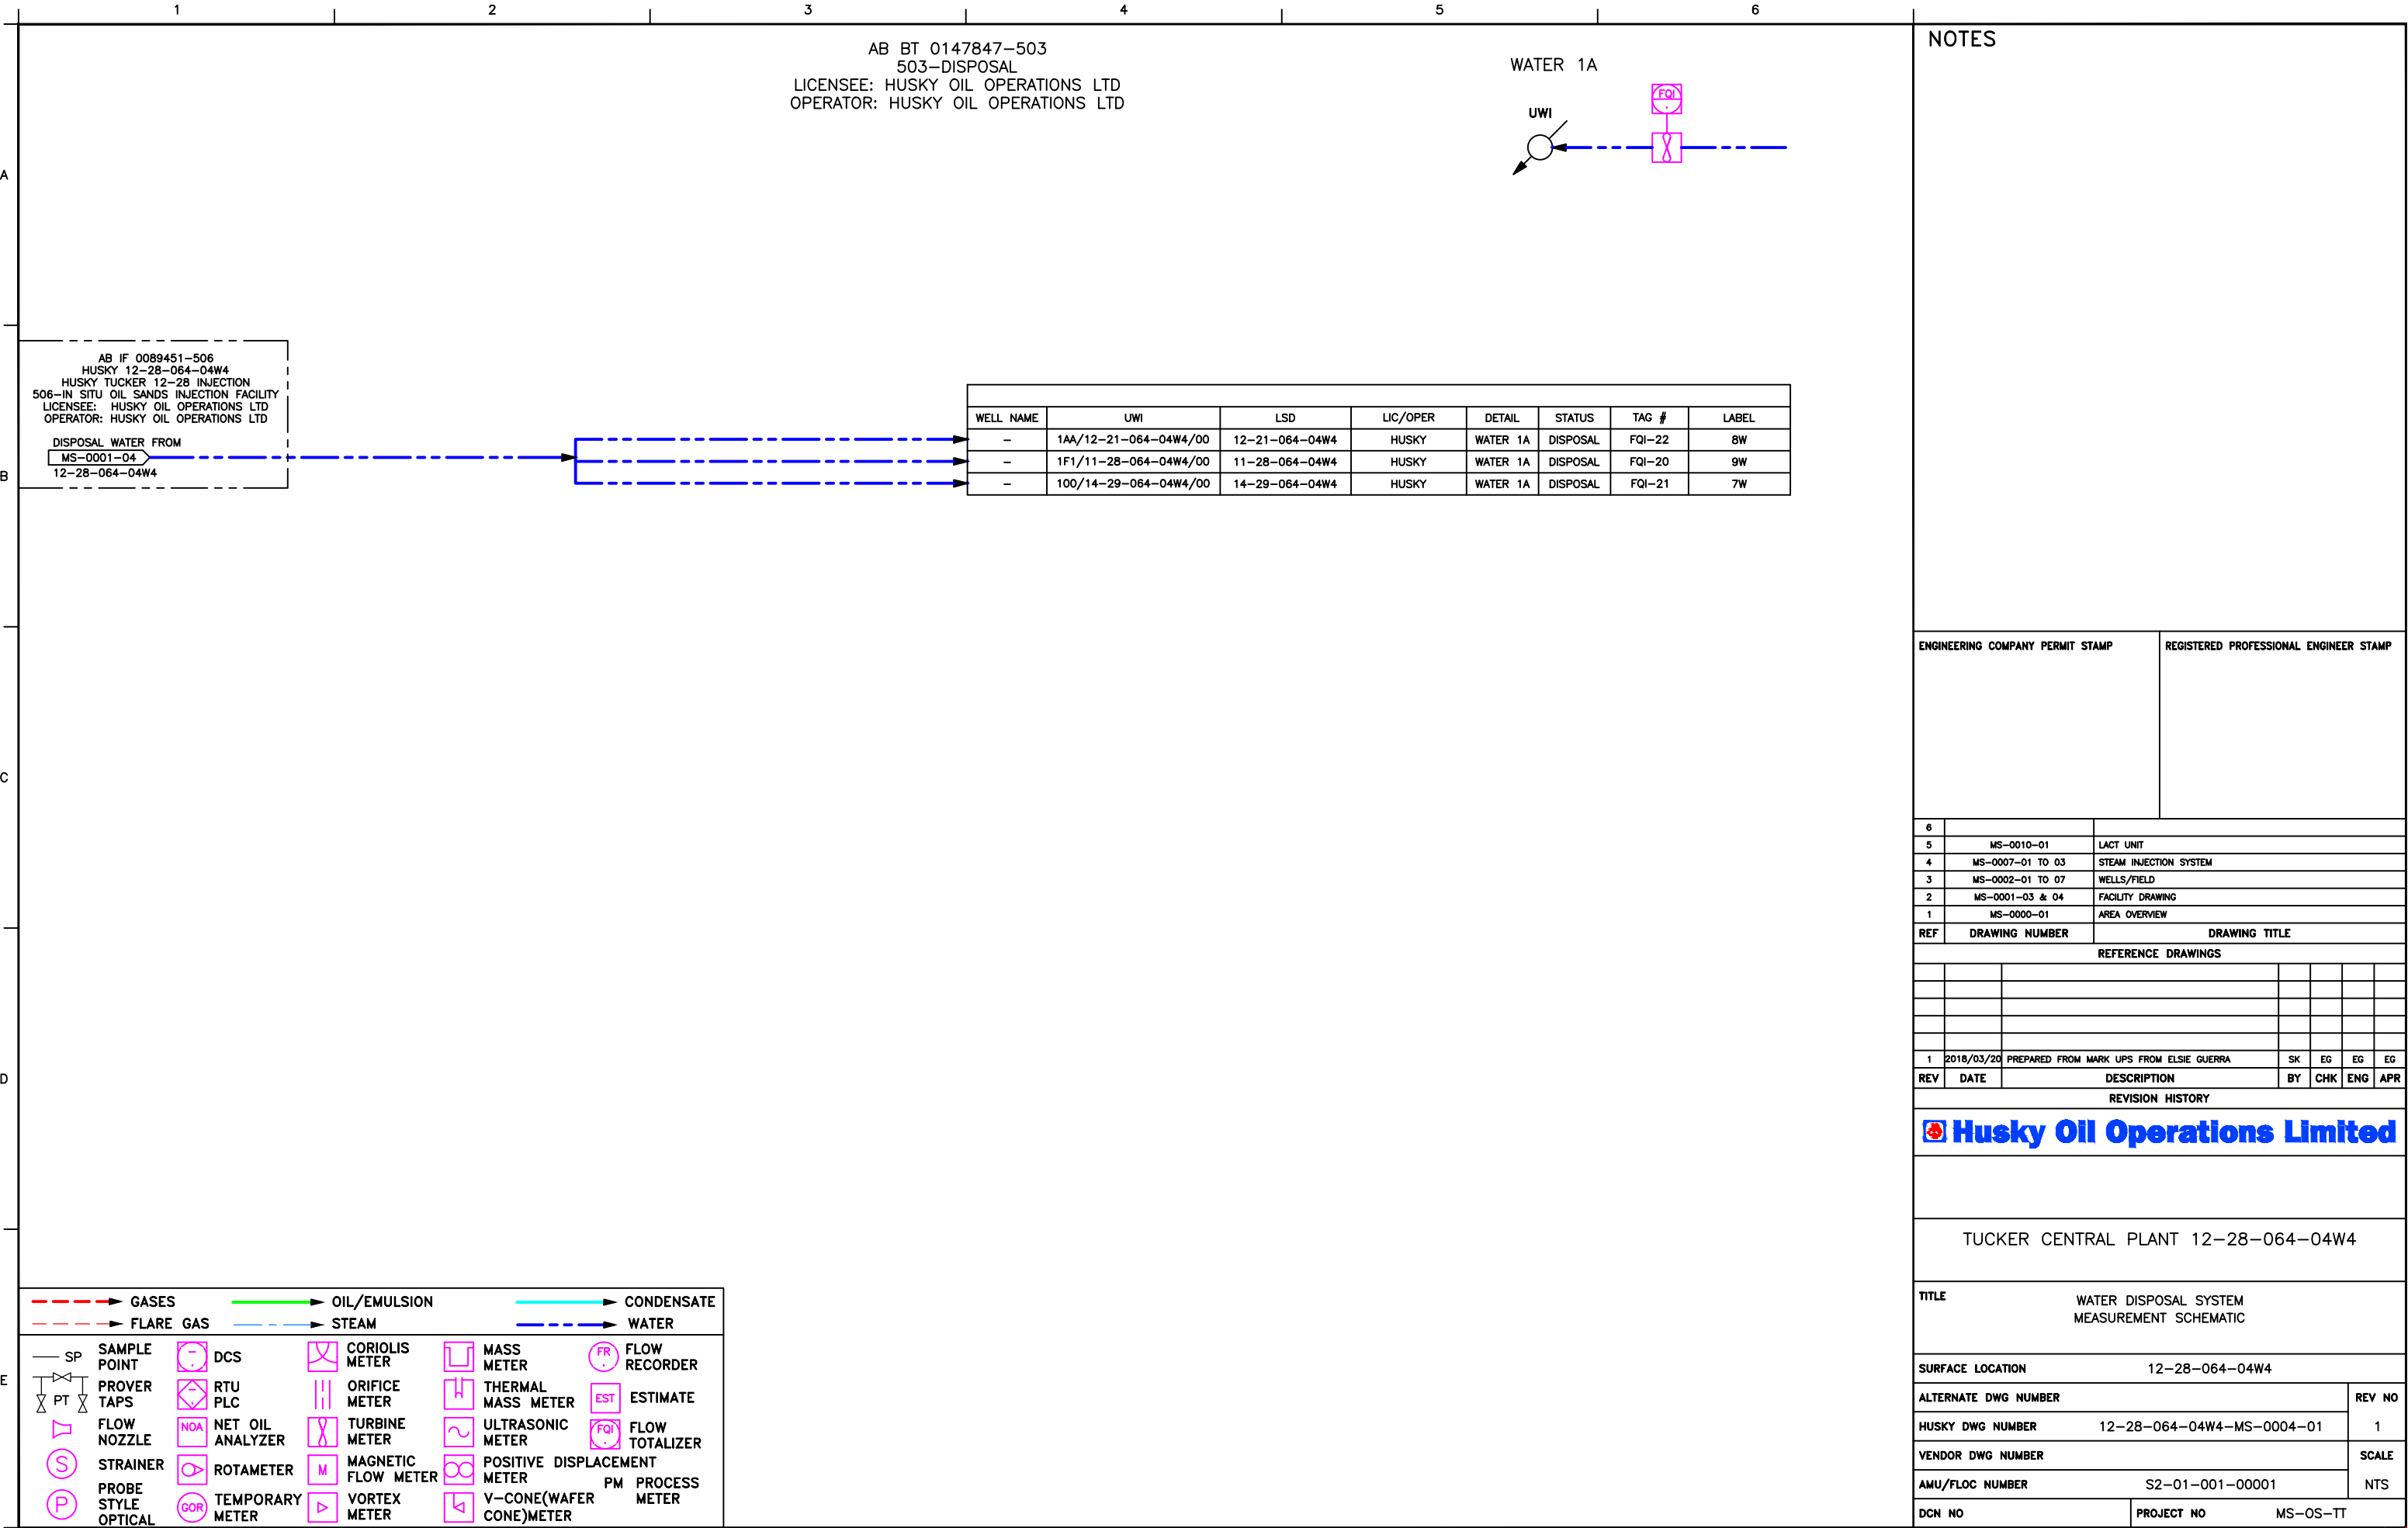 1 2 3 4 5 6
A
B
C
D
E
AB BT 0147847-503
503-DISPOSAL
LICENSEE: HUSKY OIL OPERATIONS LTD
OPERATOR: HUSKY OIL OPERATIONS LTD
WATER 1A
FQI
UWI
AB IF 0089451-506
HUSKY 12-28-064-04W4
HUSKY TUCKER 12-28 INJECTION
506-IN SITU OIL SANDS INJECTION FACILITY
LICENSEE: HUSKY OIL OPERATIONS LTD
OPERATOR: HUSKY OIL OPERATIONS LTD
DISPOSAL WATER FROM
MS-0001-04
12-28-064-04W4
WELL NAME UWI LSD LIC/OPER DETAIL STATUS TAG # LABEL
- 1AA/12-21-064-04W4/00 12-21-064-04W4 HUSKY WATER 1A DISPOSAL FQI-22 8W
- 1F1/11-28-064-04W4/00 11-28-064-04W4 HUSKY WATER 1A DISPOSAL FQI-20 9W
- 100/14-29-064-04W4/00 14-29-064-04W4 HUSKY WATER 1A DISPOSAL FQI-21 7W
GASES OIL/EMULSION CONDENSATE
FLARE GAS STEAM WATER
SP SAMPLE POINT
DCS
CORIOLIS METER
MASS METER
FR FLOW RECORDER
PT PROVER TAPS
RTU PLC
ORIFICE METER
THERMAL MASS METER
EST ESTIMATE
FLOW NOZZLE
NOA NET OIL ANALYZER
TURBINE METER
ULTRASONIC METER
FQI FLOW TOTALIZER
S STRAINER
ROTAMETER
M MAGNETIC FLOW METER
POSITIVE DISPLACEMENT METER
PM PROCESS METER
P PROBE STYLE OPTICAL
GOR TEMPORARY METER
VORTEX METER
V-CONE(WAFER CONE)METER
NOTES
ENGINEERING COMPANY PERMIT STAMP REGISTERED PROFESSIONAL ENGINEER STAMP
6
5 MS-0010-01 LACT UNIT
4 MS-0007-01 TO 03 STEAM INJECTION SYSTEM
3 MS-0002-01 TO 07 WELLS/FIELD
2 MS-0001-03 & 04 FACILITY DRAWING
1 MS-0000-01 AREA OVERVIEW
REF DRAWING NUMBER DRAWING TITLE
REFERENCE DRAWINGS
1 2018/03/20 PREPARED FROM MARK UPS FROM ELSIE GUERRA SK EG EG EG
REV DATE DESCRIPTION BY CHK ENG APR
REVISION HISTORY
Husky Oil Operations Limited
TUCKER CENTRAL PLANT 12-28-064-04W4
TITLE WATER DISPOSAL SYSTEM
MEASUREMENT SCHEMATIC
SURFACE LOCATION 12-28-064-04W4
ALTERNATE DWG NUMBER REV NO
HUSKY DWG NUMBER 12-28-064-04W4-MS-0004-01 1
VENDOR DWG NUMBER SCALE
AMU/FLOC NUMBER S2-01-001-00001 NTS
DCN NO PROJECT NO MS-OS-TT